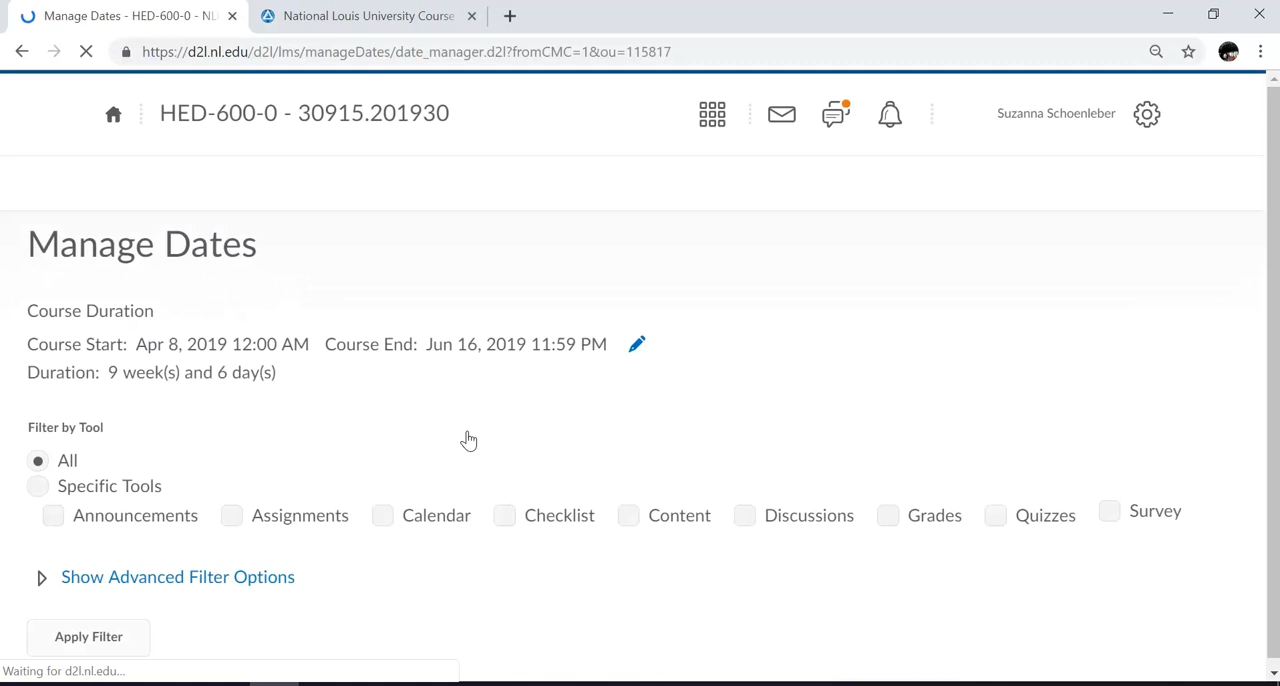 Manage Dates - HED-600-0 - NL
National Louis University Course
https://d2l.nl.edu/d2l/lms/manageDates/date_manager.d2l?fromCMC=1&ou=115817
HED-600-0 - 30915.201930
Suzanna Schoenleber
Manage Dates
Course Duration
Course Start: Apr 8, 2019 12:00 AM Course End: Jun 16, 2019 11:59 PM
Duration: 9 week(s) and 6 day(s)
Filter by Tool
All
Specific Tools
Announcements Assignments Calendar Checklist Content Discussions Grades Quizzes Survey
Show Advanced Filter Options
Apply Filter
Waiting for d2l.nl.edu...